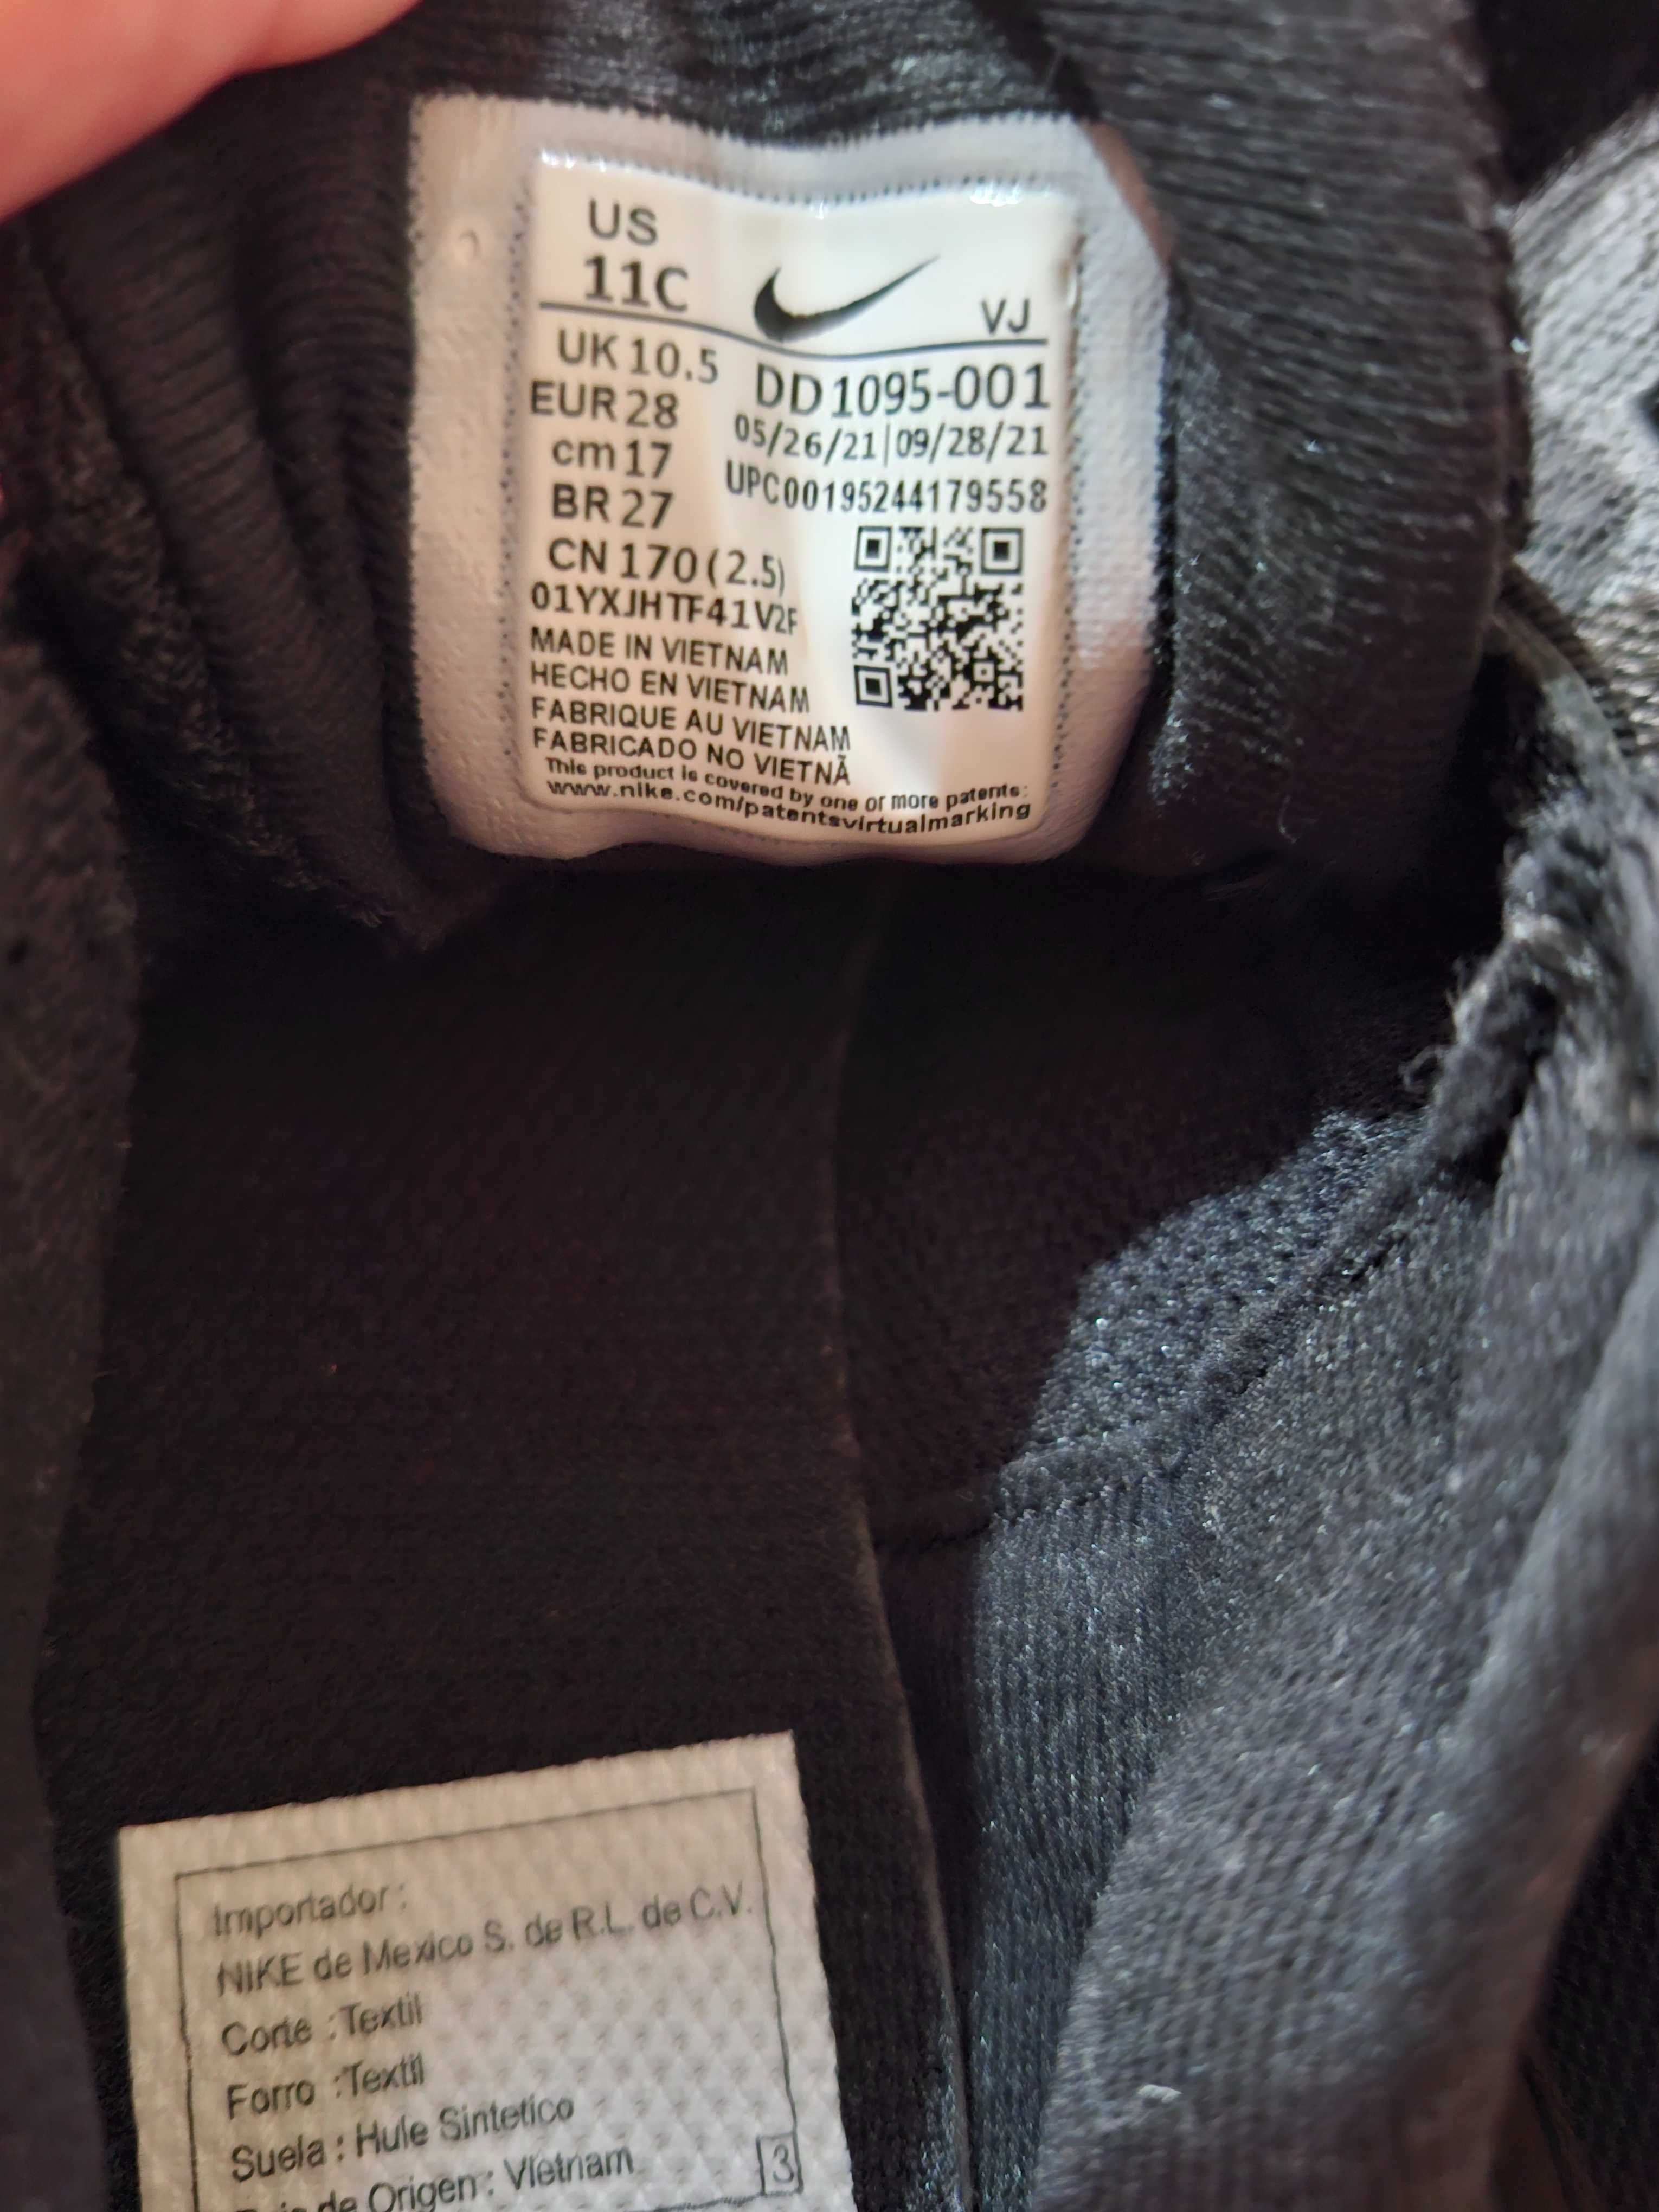 US
11C
VJ
UK 10.5
EUR 28
cm 17
BR 27
CN 170 (2.5)
DD1095-001
05/26/21|09/28/21
UPC00195244179558
01YXJHTF41V2F
MADE IN VIETNAM
HECHO EN VIETNAM
FABRIQUE AU VIETNAM
FABRICADO NO VIETNÃ
This product is covered by one or more patents:
www.nike.com/patentsvirtualmarking
Importador :
NIKE de Mexico S. de R.L. de C.V.
Corte : Textil
Forro : Textil
Suela : Hule Sintetico
de Origen : Vietnam
3